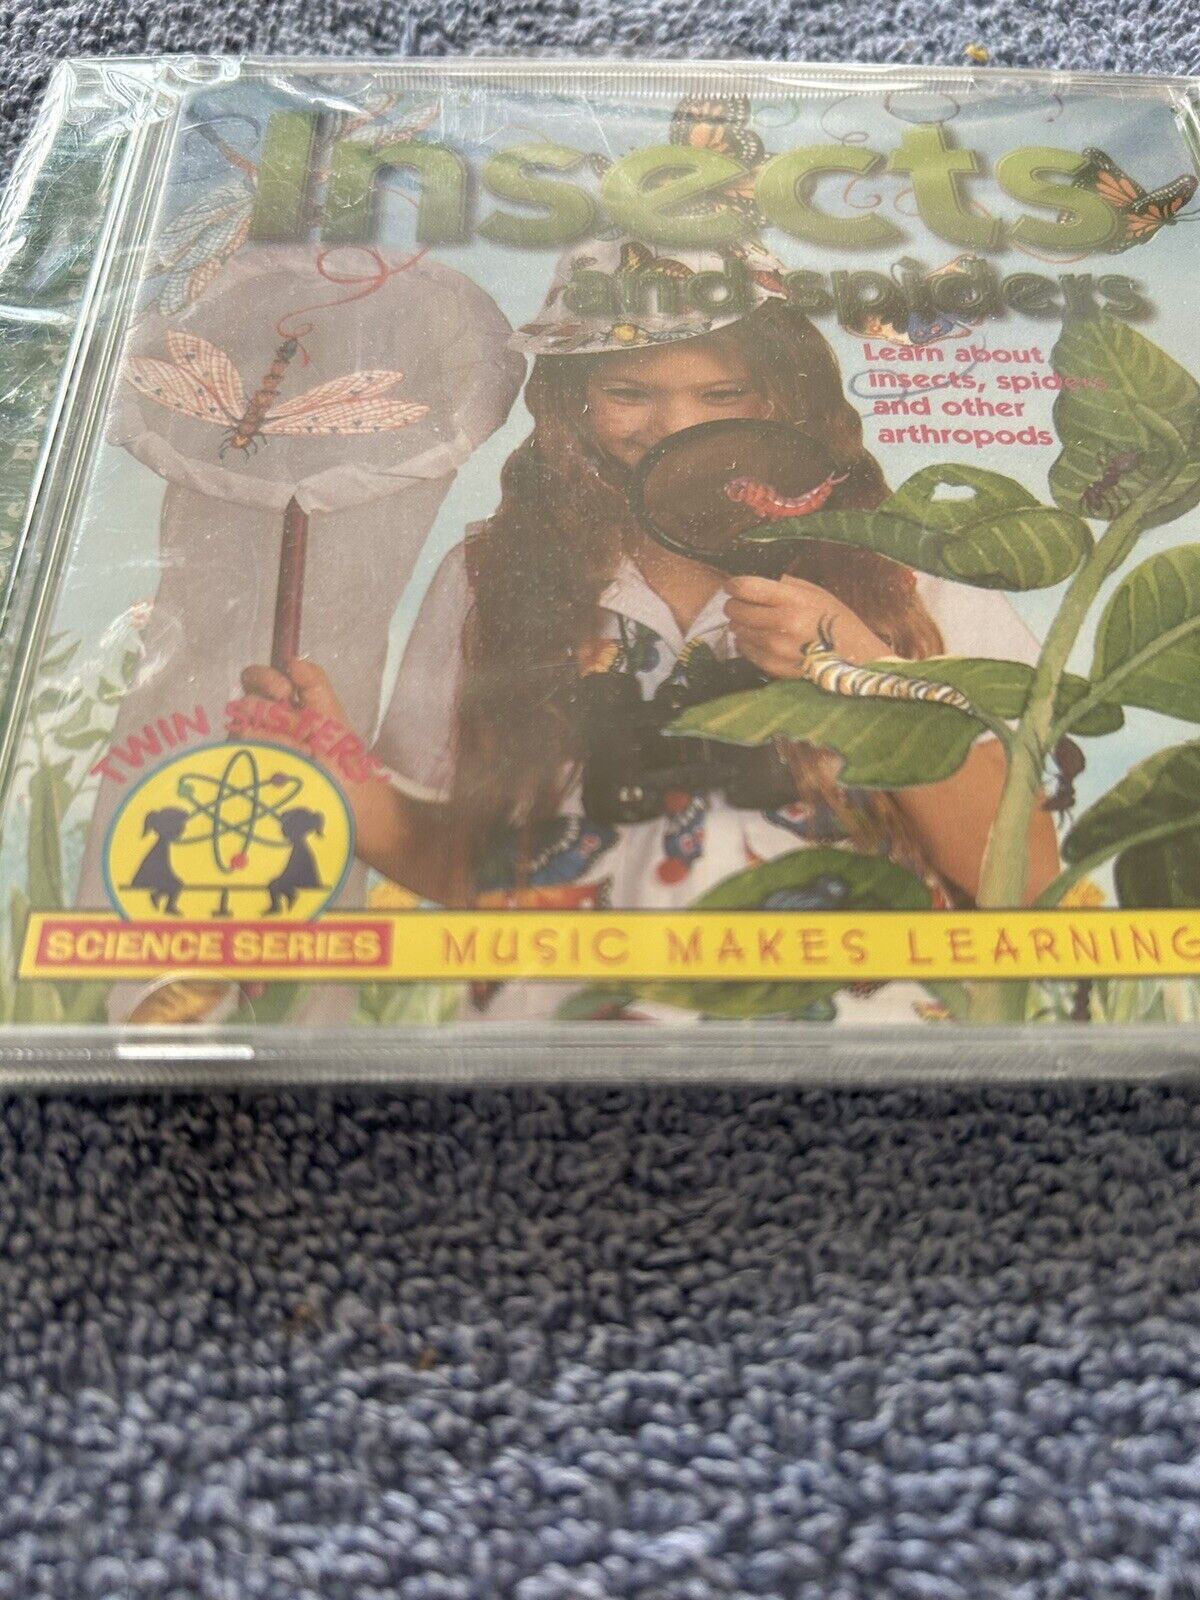 Insects
and spiders
Learn about
insects, spiders
and other
arthropods
TWIN SISTERS'
SCIENCE SERIES
MUSIC MAKES LEARNING